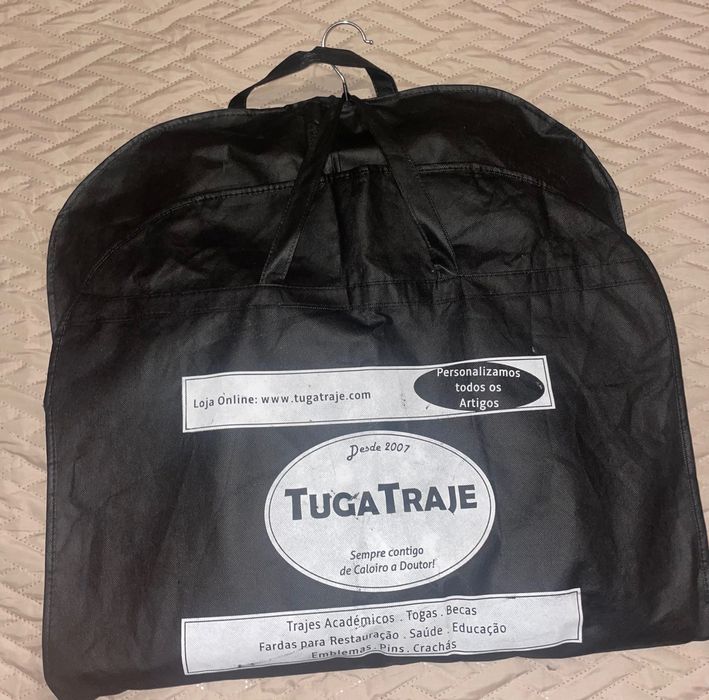 Loja Online: www.tugatraje.com
Personalizamos
todos os
Artigos
Desde 2007
TUGATRAJE
Sempre contigo
de Caloiro a Doutor!
Trajes Académicos . Togas . Becas
Fardas para Restauração . Saúde . Educação
Emblemas . Pins . Crachás